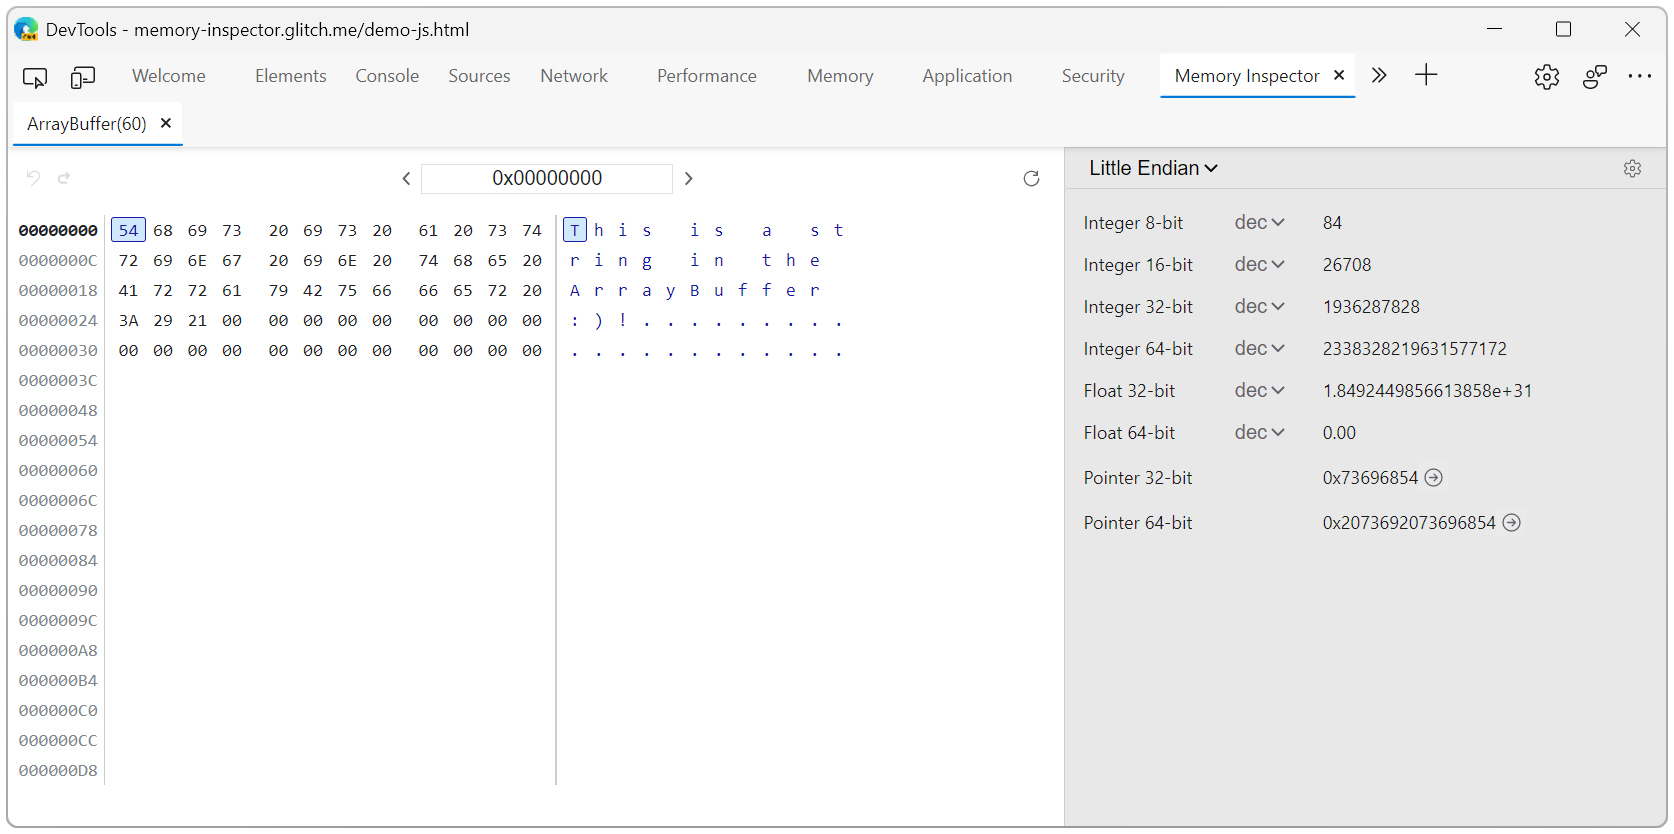 DevTools - memory-inspector.glitch.me/demo-js.html
Welcome Elements Console Sources Network Performance Memory Application Security Memory Inspector
ArrayBuffer(60)
0x00000000
00000000 54 68 69 73 20 69 73 20 61 20 73 74 T h i s i s a s t
0000000C 72 69 6E 67 20 69 6E 20 74 68 65 20 r i n g i n t h e
00000018 41 72 72 61 79 42 75 66 66 65 72 20 A r r a y B u f f e r
00000024 3A 29 21 00 00 00 00 00 00 00 00 00 : ) ! . . . . . . . . .
00000030 00 00 00 00 00 00 00 00 00 00 00 00 . . . . . . . . . . . .
0000003C
00000048
00000054
00000060
0000006C
00000078
00000084
00000090
0000009C
000000A8
000000B4
000000C0
000000CC
000000D8
Little Endian
Integer 8-bit dec 84
Integer 16-bit dec 26708
Integer 32-bit dec 1936287828
Integer 64-bit dec 2338328219631577172
Float 32-bit dec 1.8492449856613858e+31
Float 64-bit dec 0.00
Pointer 32-bit 0x73696854
Pointer 64-bit 0x2073692073696854